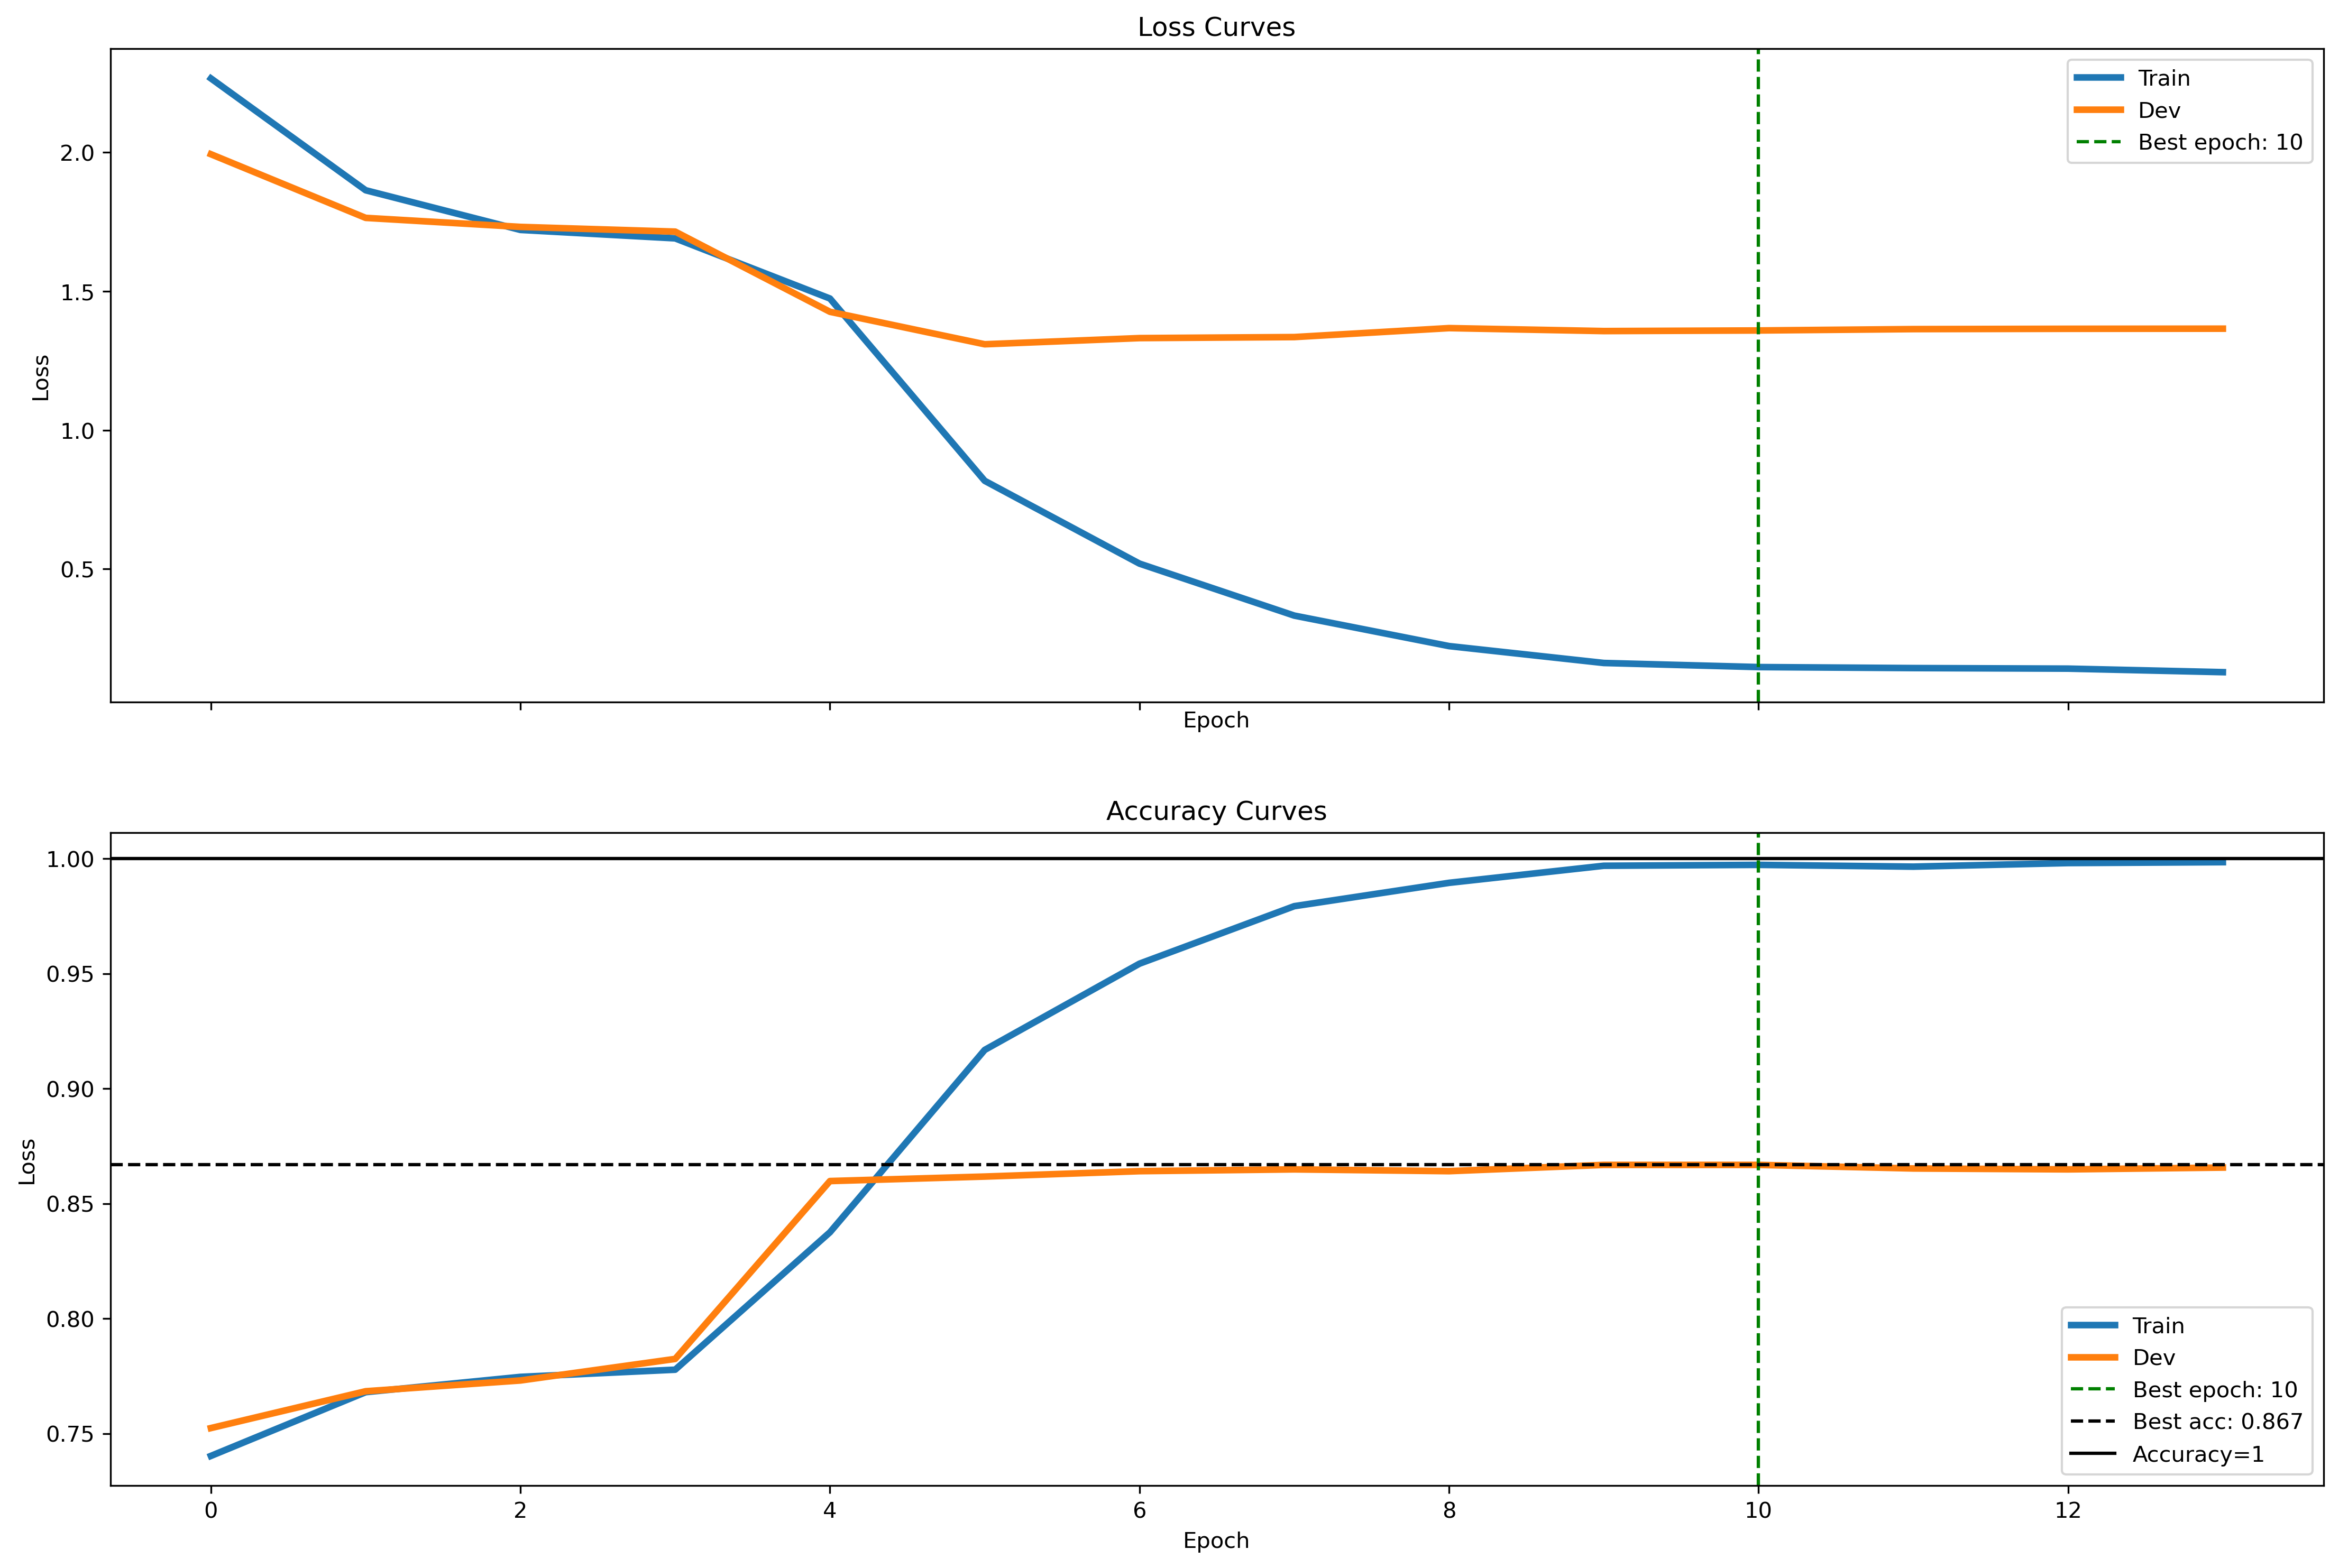 Loss Curves
Train
Dev
Best epoch: 10
2.0
1.5
1.0
0.5
Loss
Epoch
Accuracy Curves
1.00
0.95
0.90
0.85
0.80
0.75
Loss
Train
Dev
Best epoch: 10
Best acc: 0.867
Accuracy=1
0 2 4 6 8 10 12
Epoch